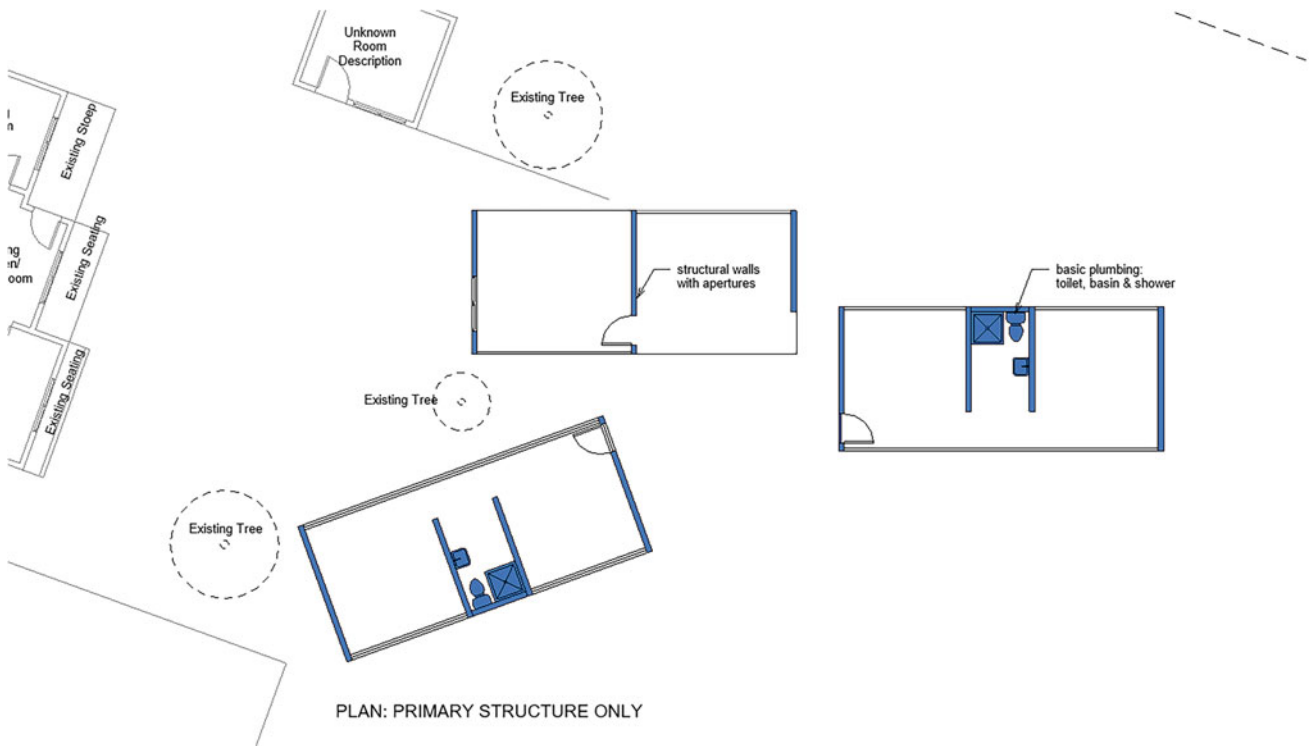 Unknown
Room
Description
Existing Tree
Existing Stoep
Existing Seating
structural walls
with apertures
basic plumbing:
toilet, basin & shower
Existing Seating
Existing Tree
Existing Tree
PLAN: PRIMARY STRUCTURE ONLY